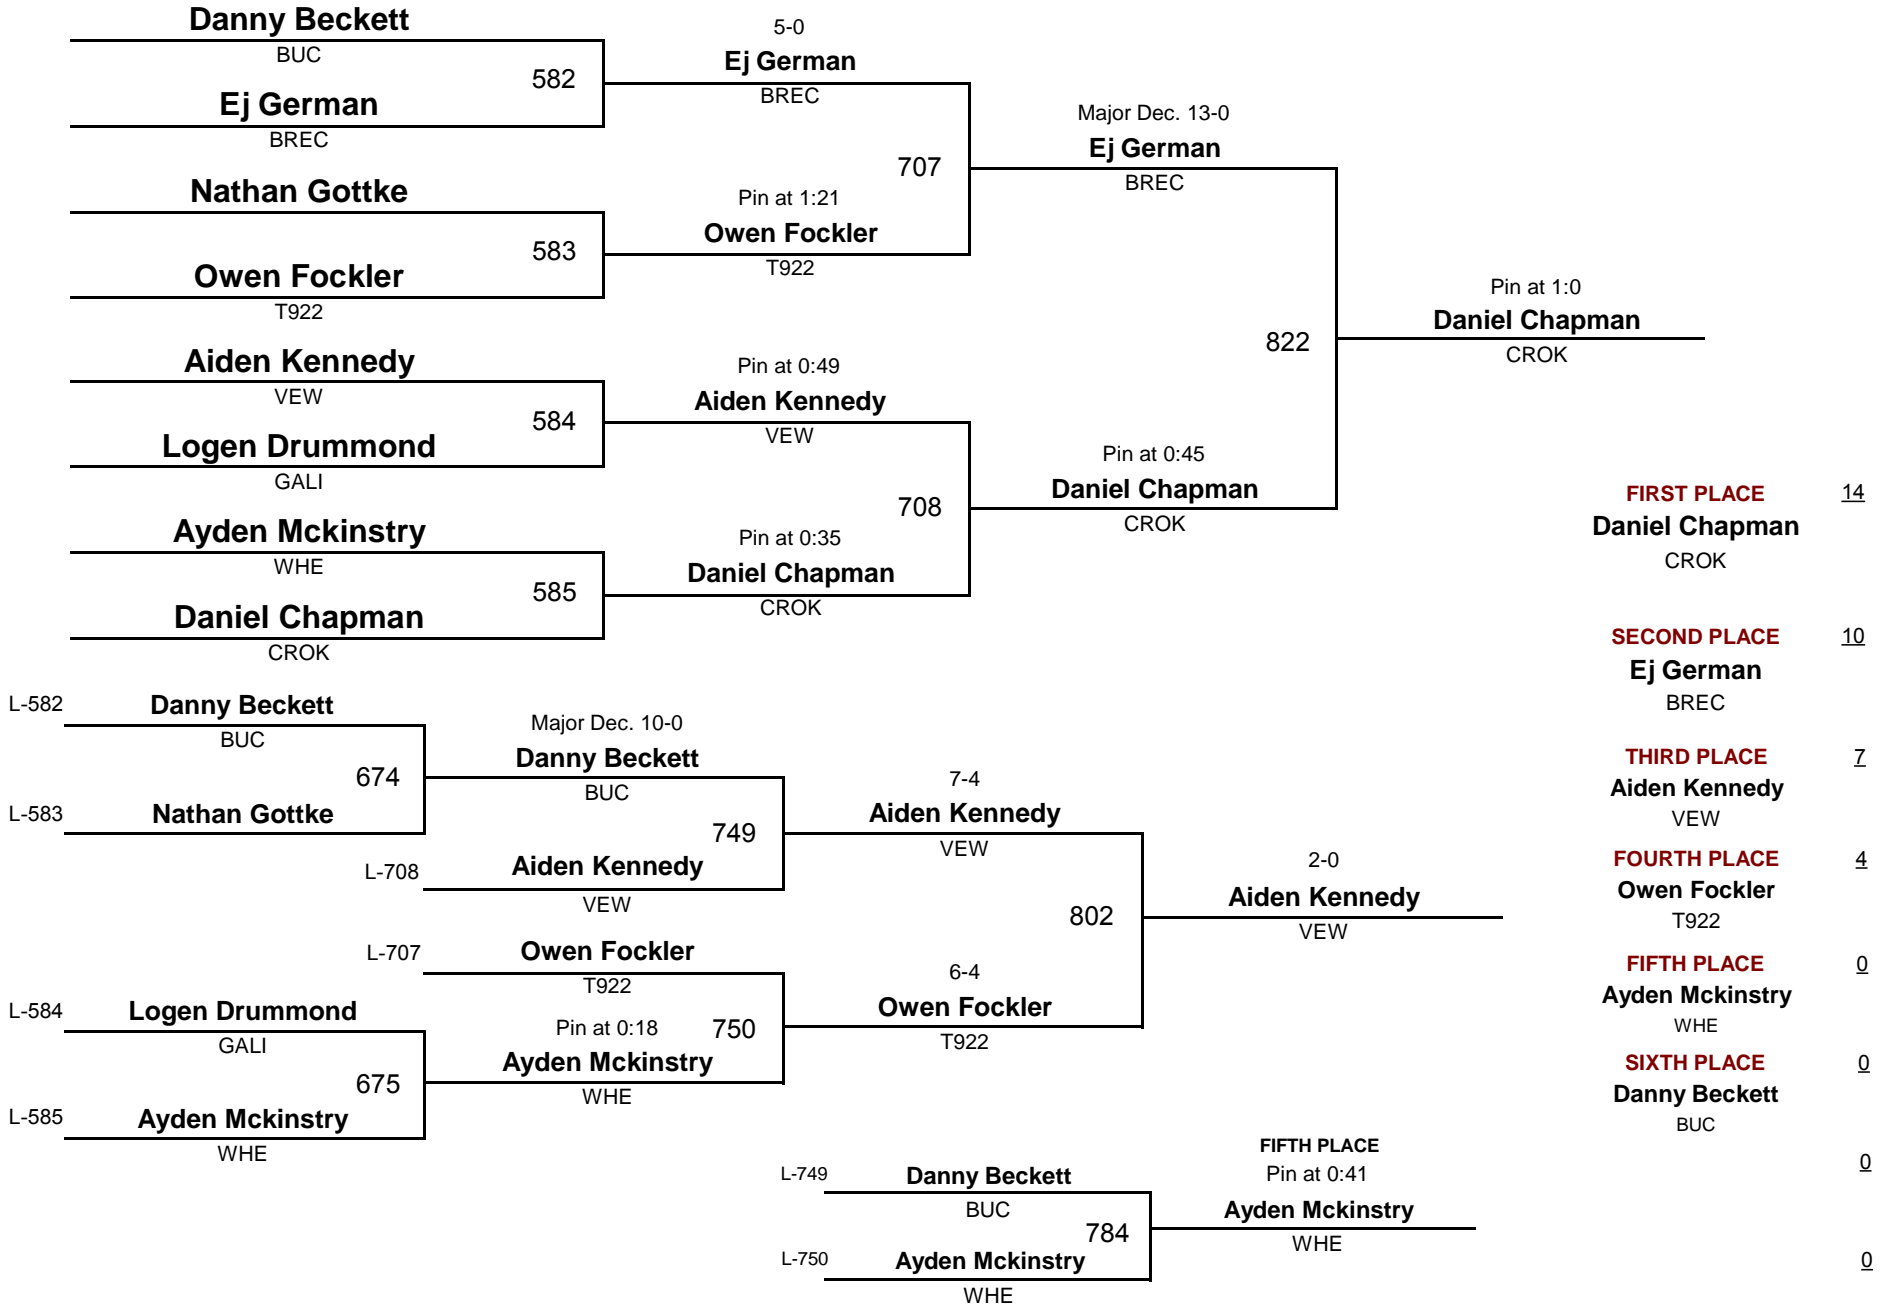 Danny Beckett
BUC
582
Ej German
BREC
Nathan Gottke
583
Owen Fockler
T922
Aiden Kennedy
VEW
584
Logen Drummond
GALI
Ayden Mckinstry
WHE
585
Daniel Chapman
CROK
5-0
Ej German
BREC
707
Pin at 1:21
Owen Fockler
T922
Pin at 0:49
Aiden Kennedy
VEW
708
Pin at 0:35
Daniel Chapman
CROK
Major Dec. 13-0
Ej German
BREC
822
Pin at 0:45
Daniel Chapman
CROK
Pin at 1:0
Daniel Chapman
CROK
FIRST PLACE 14
Daniel Chapman
CROK
SECOND PLACE 10
Ej German
BREC
THIRD PLACE 7
Aiden Kennedy
VEW
FOURTH PLACE 4
Owen Fockler
T922
FIFTH PLACE 0
Ayden Mckinstry
WHE
SIXTH PLACE 0
Danny Beckett
BUC
0
0
L-582 Danny Beckett
BUC
674
L-583 Nathan Gottke
Major Dec. 10-0
Danny Beckett
BUC
749
L-708 Aiden Kennedy
VEW
L-707 Owen Fockler
T922
L-584 Logen Drummond
GALI
675
L-585 Ayden Mckinstry
WHE
Pin at 0:18 750
Ayden Mckinstry
WHE
7-4
Aiden Kennedy
VEW
802
6-4
Owen Fockler
T922
2-0
Aiden Kennedy
VEW
L-749 Danny Beckett
BUC
784
L-750 Ayden Mckinstry
WHE
FIFTH PLACE
Pin at 0:41
Ayden Mckinstry
WHE